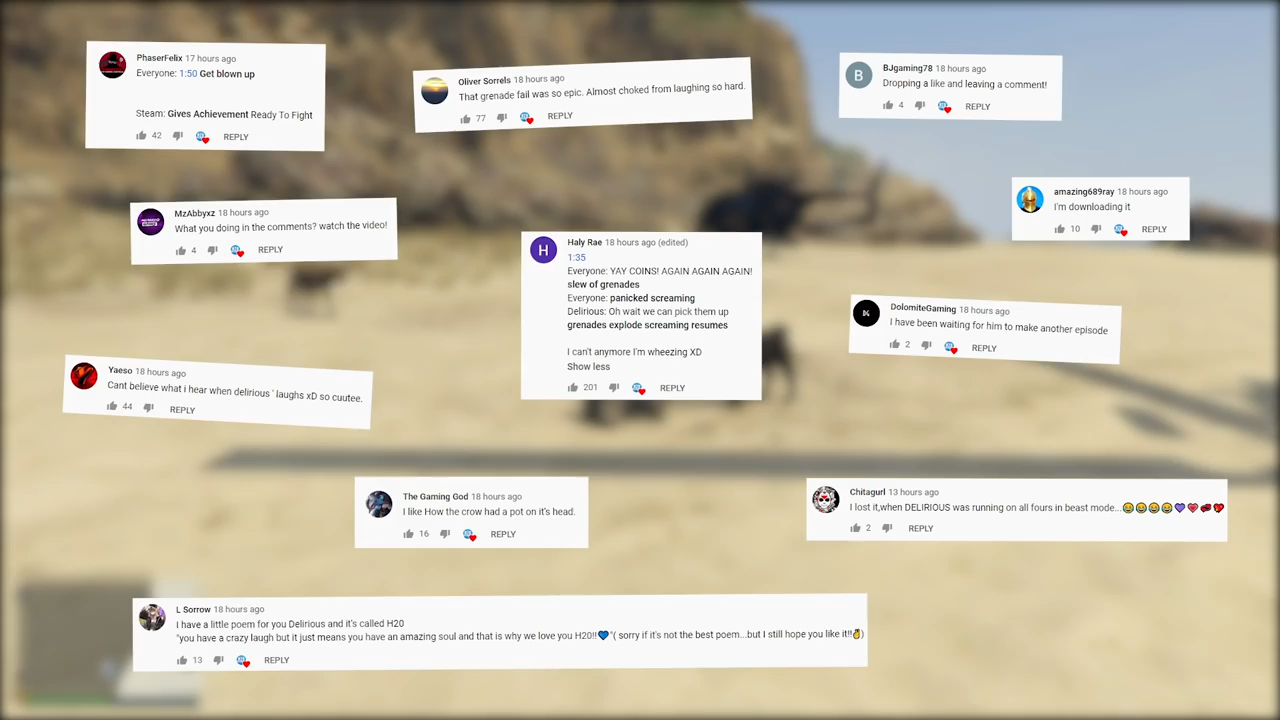 PhaserFelix 17 hours ago
Everyone: 1:50 Get blown up
Steam: Gives Achievement Ready To Fight
42 REPLY
Oliver Sorrels 18 hours ago
That grenade fail was so epic. Almost choked from laughing so hard.
77 REPLY
B
BJgaming78 18 hours ago
Dropping a like and leaving a comment!
4 REPLY
amazing689ray 18 hours ago
I'm downloading it
10 REPLY
MzAbbyxz 18 hours ago
What you doing in the comments? watch the video!
4 REPLY
H
Haly Rae 18 hours ago (edited)
1:35
Everyone: YAY COINS! AGAIN AGAIN AGAIN!
slew of grenades
Everyone: panicked screaming
Delirious: Oh wait we can pick them up
grenades explode screaming resumes
I can't anymore I'm wheezing XD
Show less
201 REPLY
DolomiteGaming 18 hours ago
I have been waiting for him to make another episode
2 REPLY
Yaeso 18 hours ago
Cant believe what i hear when delirious ' laughs xD so cuutee.
44 REPLY
The Gaming God 18 hours ago
I like How the crow had a pot on it's head.
16 REPLY
Chitagurl 13 hours ago
I lost it,when DELIRIOUS was running on all fours in beast mode...
2 REPLY
L Sorrow 18 hours ago
I have a little poem for you Delirious and it's called H20
"you have a crazy laugh but it just means you have an amazing soul and that is why we love you H20!!💙"( sorry if it's not the best poem...but I still hope you like it!!✌)
13 REPLY